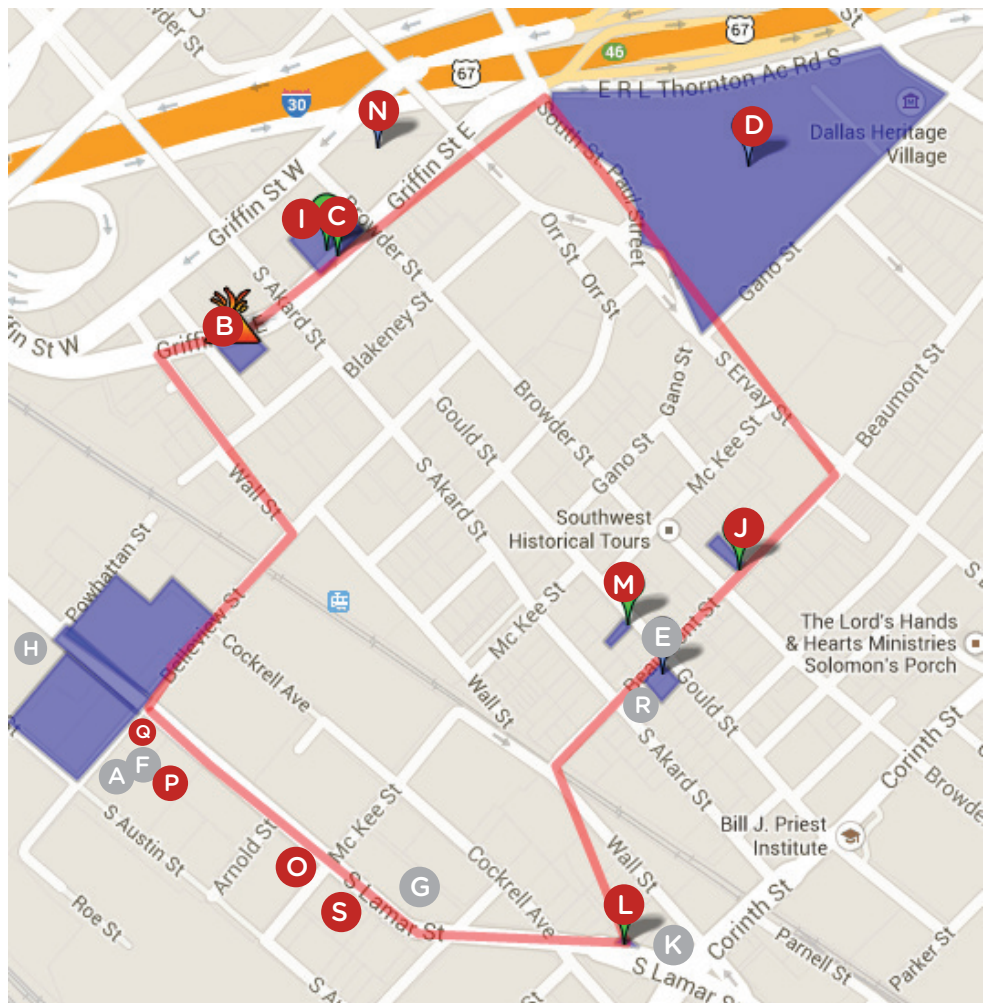 Browder St
St
67
46
67
E R L Thornton Ac Rd S
30
N
D
Dallas Heritage
Village
South St. Paul Street
Griffin St E
Griffin St W
I
C
Browder St
Orr St
Orr St
Gano St
S Akard St
Blakeney St
B
Griffin
St W
Gano St
S Ervay St
Beaumont St
Gould St
Browder St
Mc Kee St
Gano St
S Akard St
Wall St
Southwest
Historical Tours
J
Powhattan St
M
Mc Kee St
The Lord's Hands
& Hearts Ministries
Solomon's Porch
H
Belleview St
E
Cockrell Ave
Wall St
R
Gould St
Q
S Akard St
Corinth St
A
F
P
S Austin St
Arnold St
Mc Kee St
Bill J. Priest
Institute
O
G
Cockrell Ave
Wall St
S
S Lamar St
L
K
Corinth St
Roe St
Parnell St
Parker St
S Lamar S